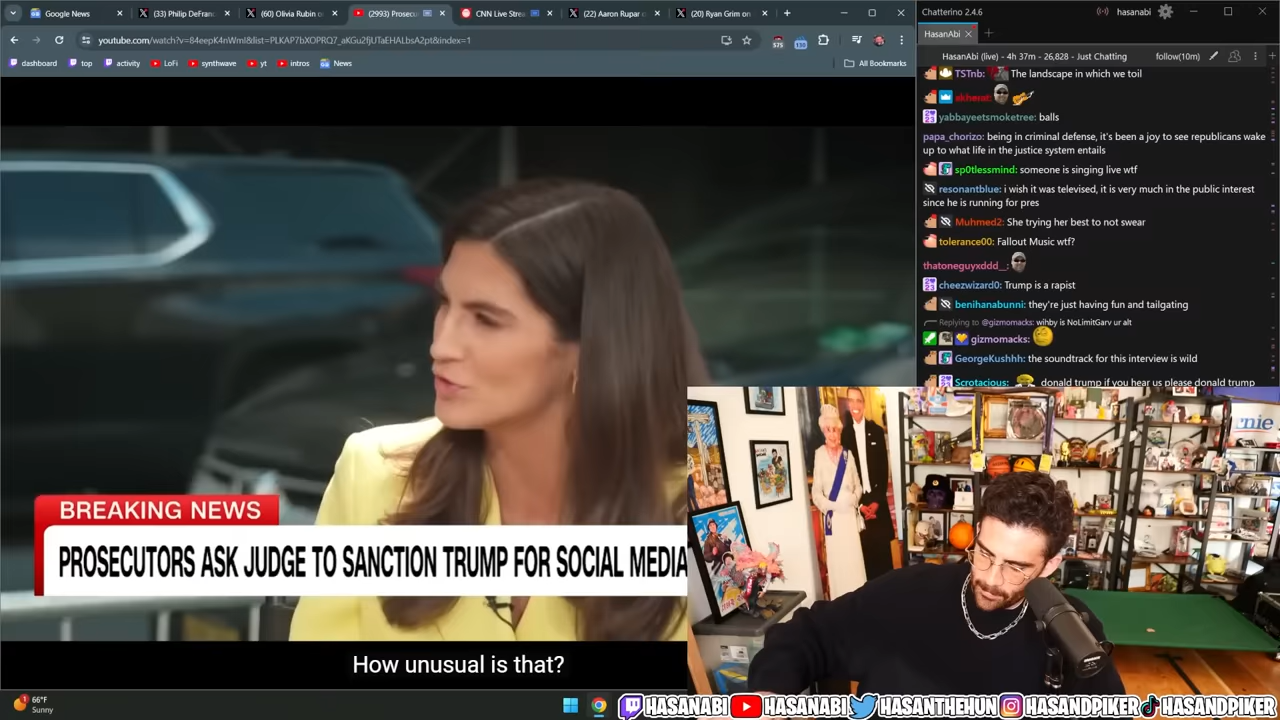 Google News
(33) Philip DeFran
(60) Olivia Rubin o
(2993) Prosecu
CNN Live Strea
(22) Aaron Rupar
(20) Ryan Grim on
youtube.com/watch?v=84eepK4nWmI&list=PLKAP7bXOPRQ7_aKGu2fjUTaEHALbsA2pt&index=1
dashboard
top
activity
LoFi
synthwave
yt
intros
News
All Bookmarks
BREAKING NEWS
PROSECUTORS ASK JUDGE TO SANCTION TRUMP FOR SOCIAL MEDIA
How unusual is that?
Chatterino 2.4.6
hasanabi
HasanAbi
HasanAbi (live) - 4h 37m - 26,828 - Just Chatting
follow(10m)
TSTnb: The landscape in which we toil
yabbayeetsmoketree: balls
papa_chorizo: being in criminal defense, it's been a joy to see republicans wake
up to what life in the justice system entails
sp0tlessmind: someone is singing live wtf
resonantblue: i wish it was televised, it is very much in the public interest
since he is running for pres
Muhmed2: She trying her best to not swear
tolerance00: Fallout Music wtf?
thatoneguyxddd_:
cheezwizard0: Trump is a rapist
benihanabunni: they're just having fun and tailgating
Replying to @gizmomacks: wihby is NoLimitGarv ur alt
gizmomacks:
GeorgeKushhh: the soundtrack for this interview is wild
Scrotacious: donald trump if you hear us please donald trump
ernie
66°F
Sunny
HASANABI
HASANABI
HASANTHEHUN
HASANDPIKER
HASANDPIKER